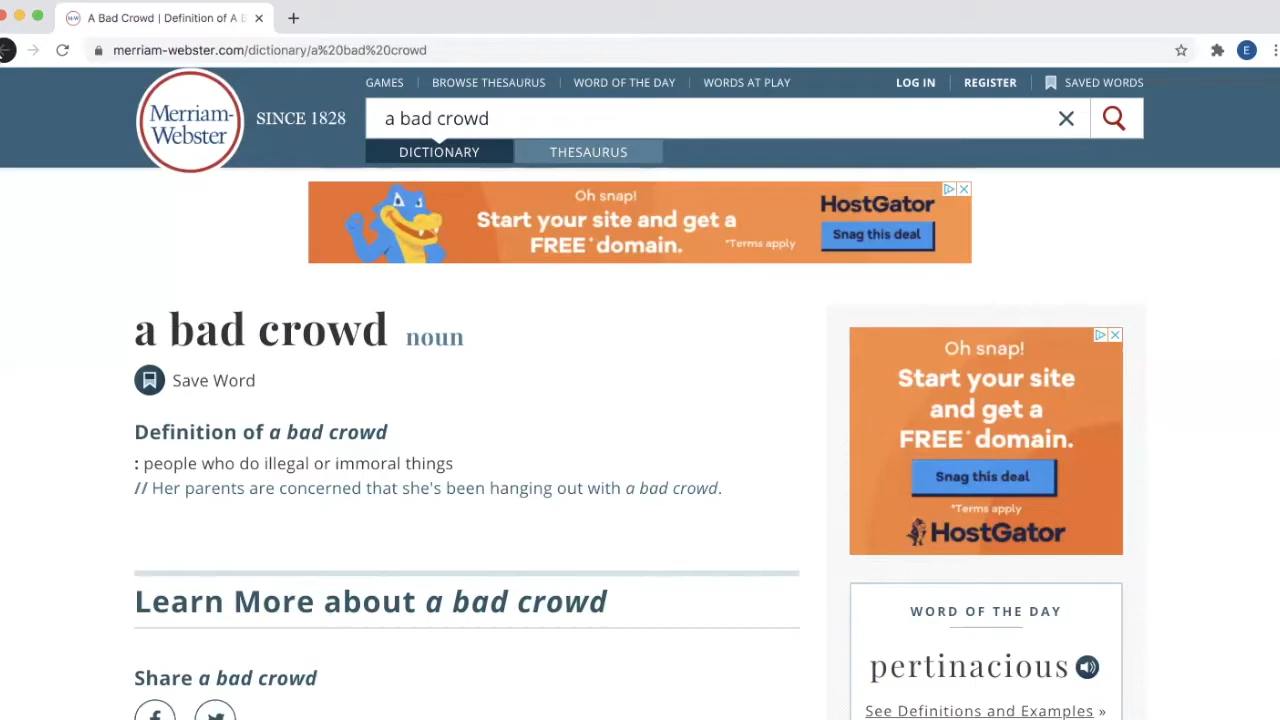 A Bad Crowd | Definition of A B
merriam-webster.com/dictionary/a%20bad%20crowd
E
GAMES
BROWSE THESAURUS
WORD OF THE DAY
WORDS AT PLAY
LOG IN
REGISTER
SAVED WORDS
Merriam-
Webster
SINCE 1828
a bad crowd
DICTIONARY
THESAURUS
Oh snap!
Start your site and get a
FREE* domain.
*Terms apply
HostGator
Snag this deal
a bad crowd noun
Save Word
Definition of a bad crowd
: people who do illegal or immoral things
// Her parents are concerned that she's been hanging out with a bad crowd.
Learn More about a bad crowd
Share a bad crowd
Oh snap!
Start your site
and get a
FREE* domain.
Snag this deal
*Terms apply
HostGator
WORD OF THE DAY
pertinacious
See Definitions and Examples »